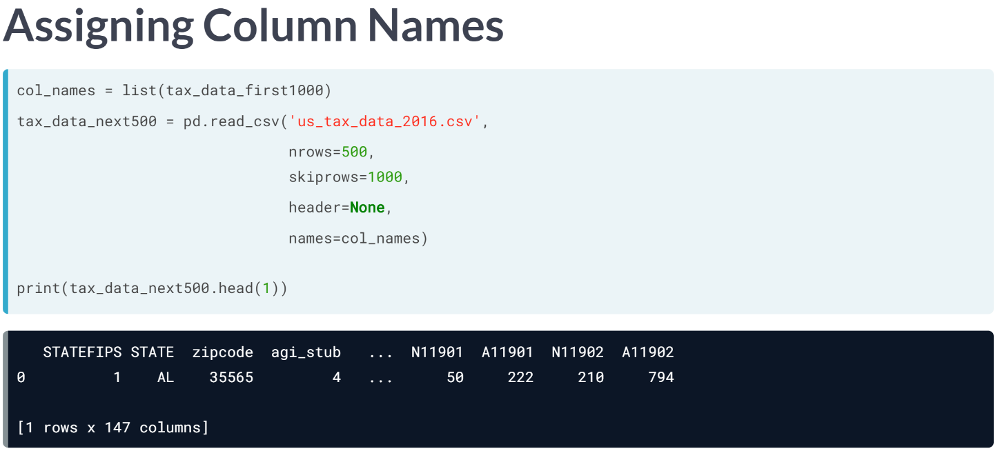 Assigning Column Names
col_names = list(tax_data_first1000)
tax_data_next500 = pd.read_csv('us_tax_data_2016.csv',
                               nrows=500,
                               skiprows=1000,
                               header=None,
                               names=col_names)
print(tax_data_next500.head(1))
   STATEFIPS STATE  zipcode  agi_stub   ...  N11901  A11901  N11902  A11902
0          1    AL    35565         4   ...      50     222     210     794
[1 rows x 147 columns]